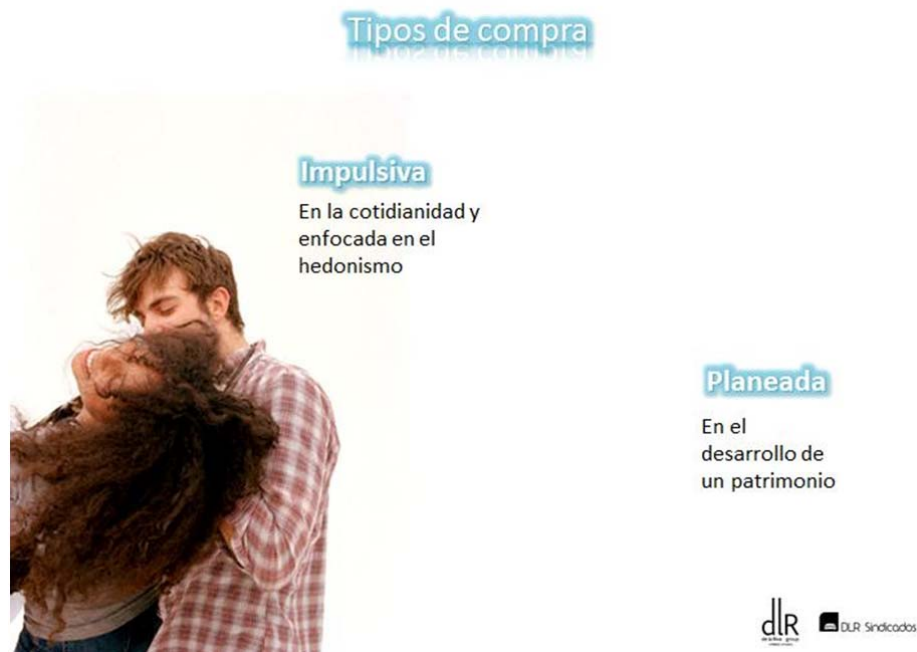 Tipos de compra
Impulsiva
En la cotidianidad y
enfocada en el
hedonismo
Planeada
En el
desarrollo de
un patrimonio
dlR
DLR Sindicados